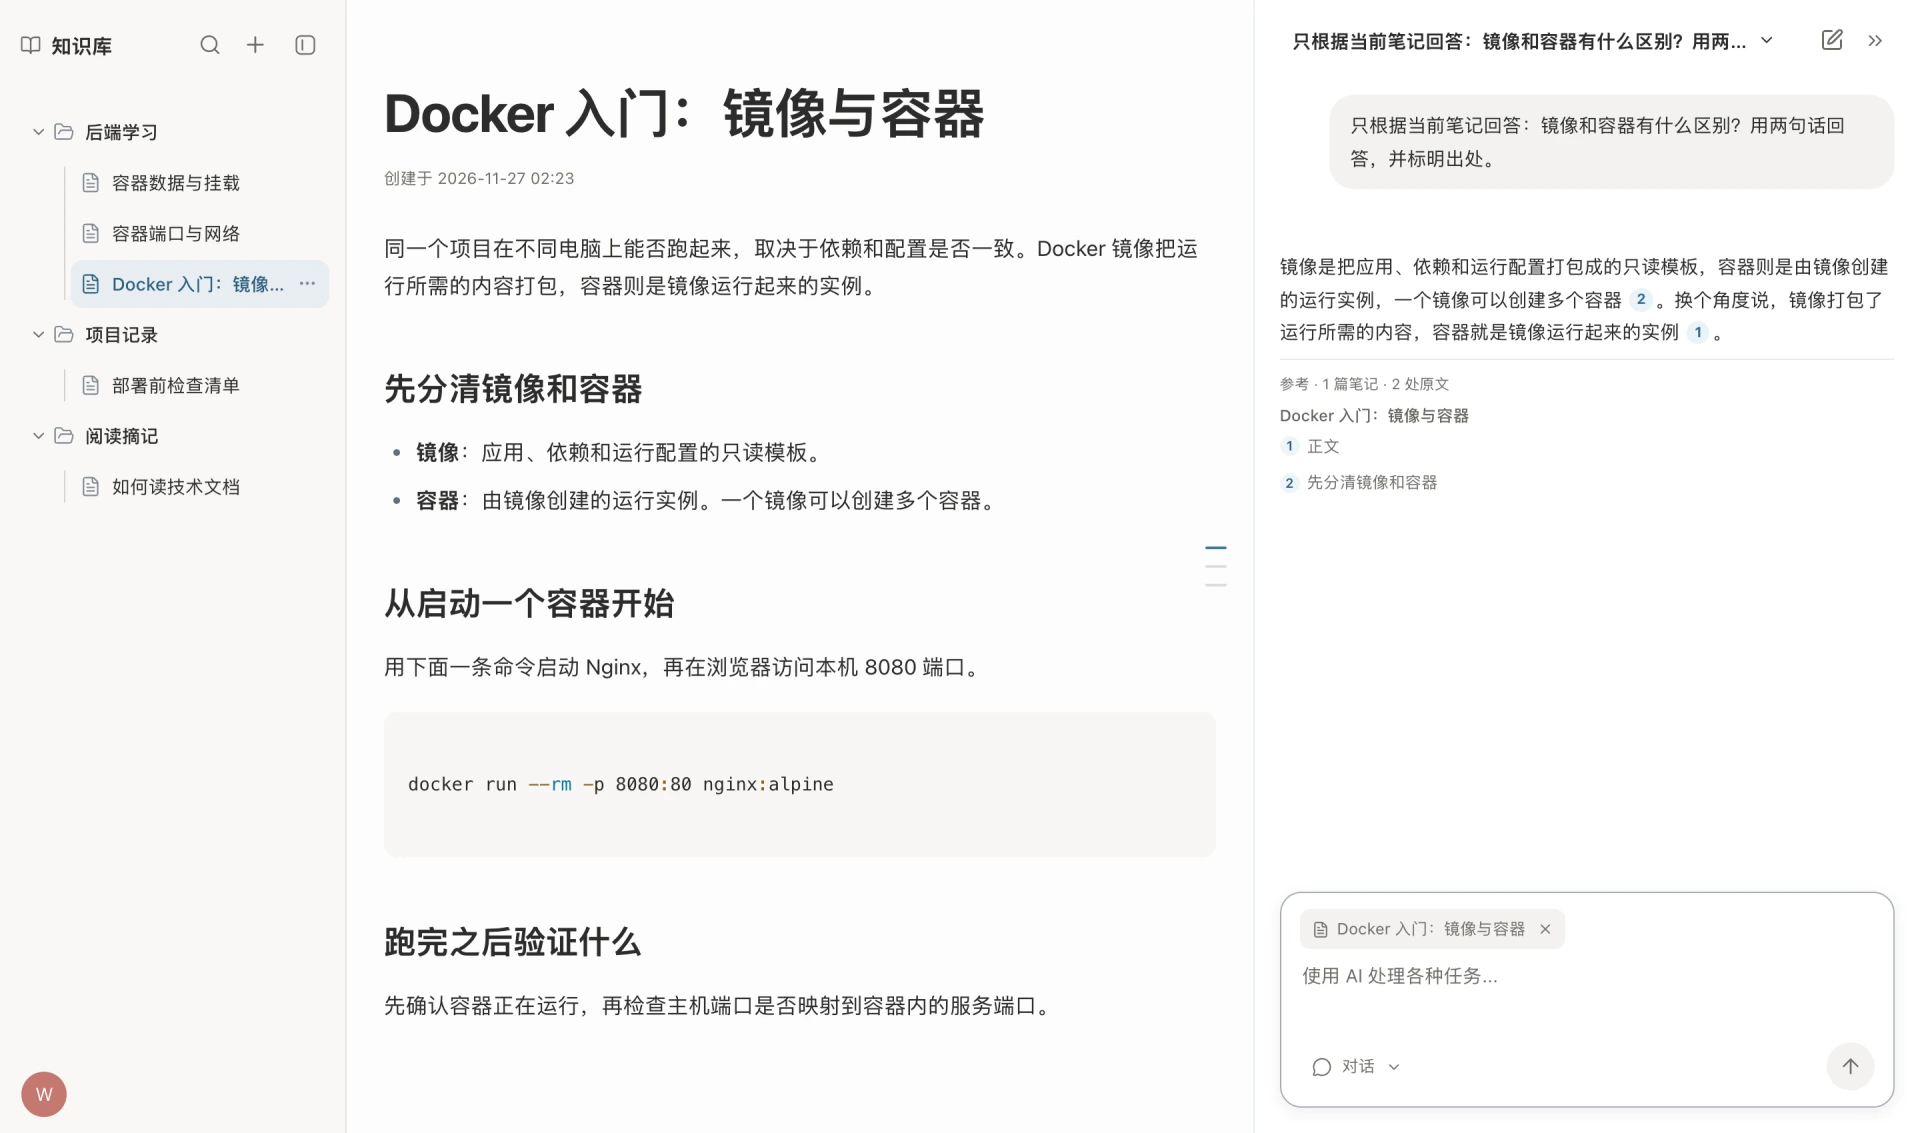 知识库
后端学习
容器数据与挂载
容器端口与网络
Docker 入门：镜像...
项目记录
部署前检查清单
阅读摘记
如何读技术文档
W
Docker 入门：镜像与容器
创建于 2026-11-27 02:23
同一个项目在不同电脑上能否跑起来，取决于依赖和配置是否一致。Docker 镜像把运
行所需的内容打包，容器则是镜像运行起来的实例。
先分清镜像和容器
• 镜像：应用、依赖和运行配置的只读模板。
• 容器：由镜像创建的运行实例。一个镜像可以创建多个容器。
从启动一个容器开始
用下面一条命令启动 Nginx，再在浏览器访问本机 8080 端口。
docker run --rm -p 8080:80 nginx:alpine
跑完之后验证什么
先确认容器正在运行，再检查主机端口是否映射到容器内的服务端口。
只根据当前笔记回答：镜像和容器有什么区别？用两...
只根据当前笔记回答：镜像和容器有什么区别？用两句话回
答，并标明出处。
镜像是把应用、依赖和运行配置打包成的只读模板，容器则是由镜像创建
的运行实例，一个镜像可以创建多个容器 2 。换个角度说，镜像打包了
运行所需的内容，容器就是镜像运行起来的实例 1 。
参考 · 1 篇笔记 · 2 处原文
Docker 入门：镜像与容器
1 正文
2 先分清镜像和容器
Docker 入门：镜像与容器
使用 AI 处理各种任务...
对话